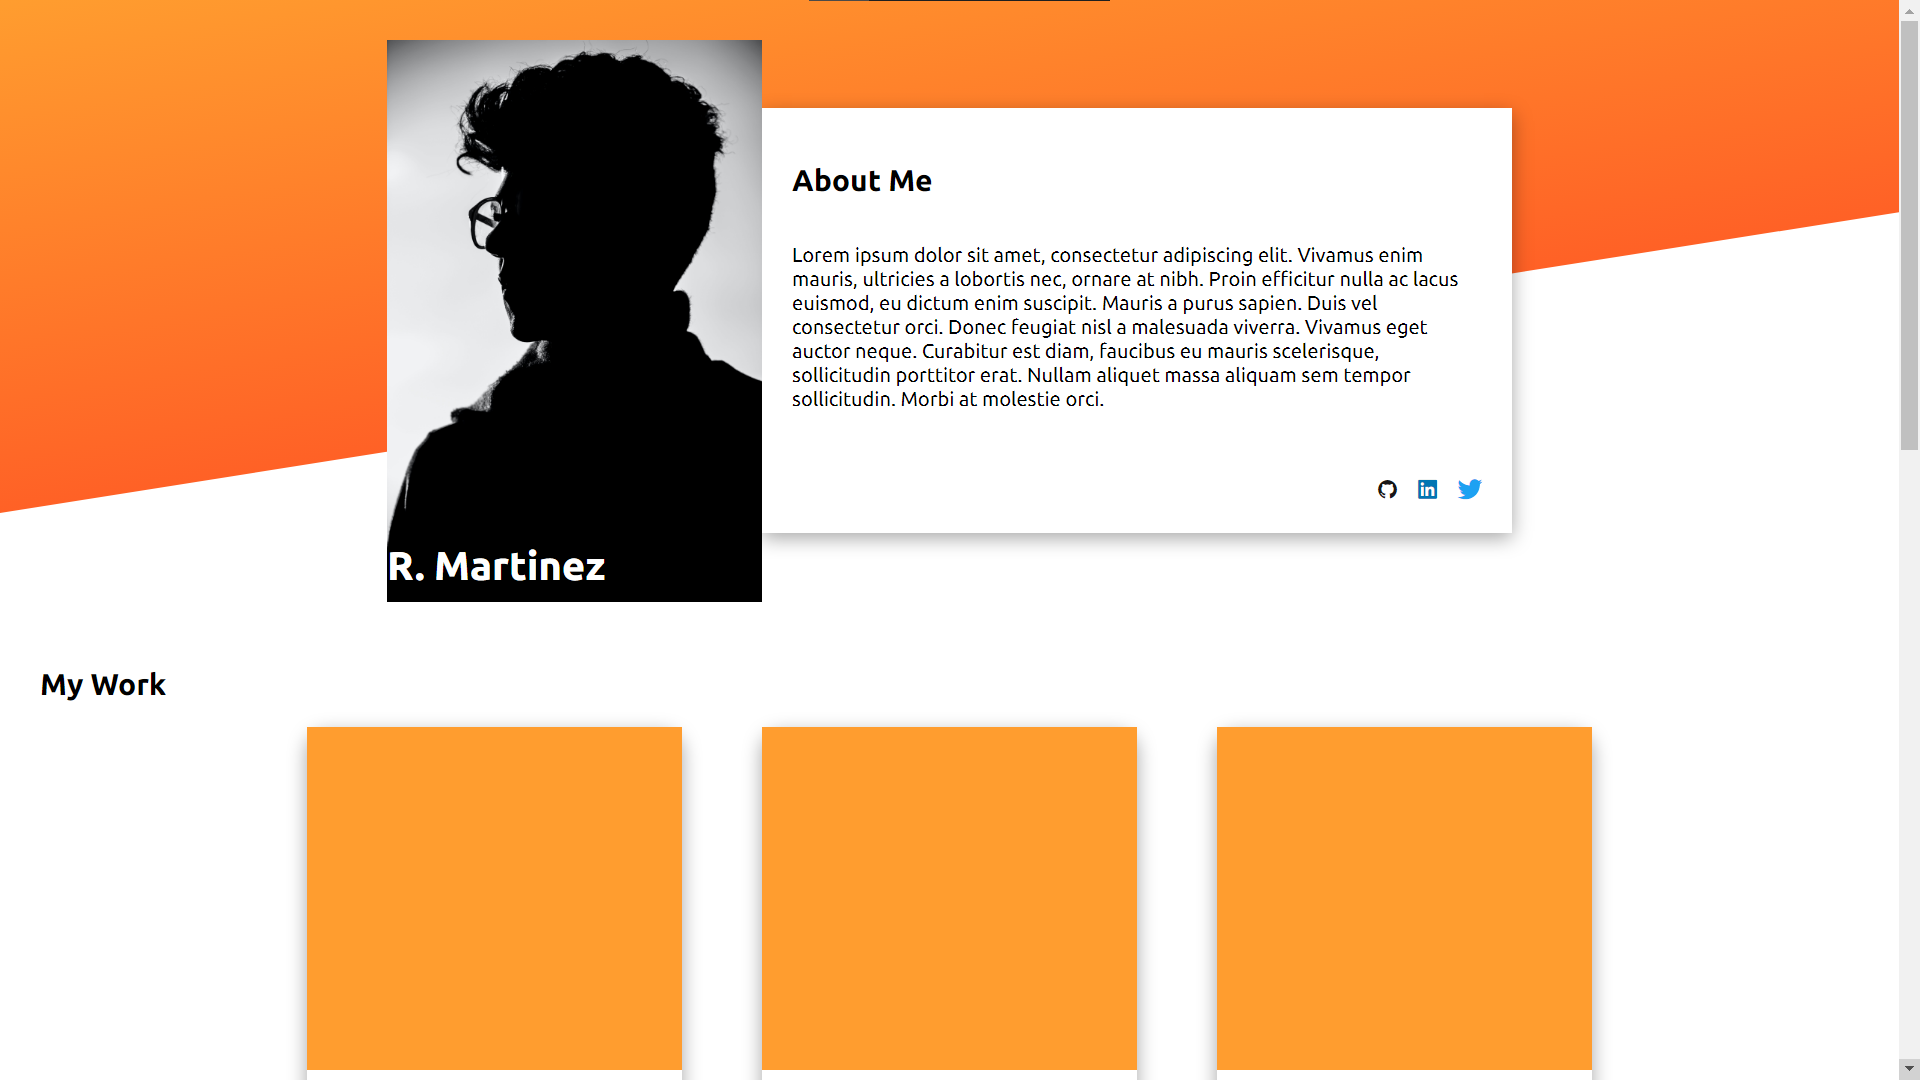 About Me
Lorem ipsum dolor sit amet, consectetur adipiscing elit. Vivamus enim
mauris, ultricies a lobortis nec, ornare at nibh. Proin efficitur nulla ac lacus
euismod, eu dictum enim suscipit. Mauris a purus sapien. Duis vel
consectetur orci. Donec feugiat nisl a malesuada viverra. Vivamus eget
auctor neque. Curabitur est diam, faucibus eu mauris scelerisque,
sollicitudin porttitor erat. Nullam aliquet massa aliquam sem tempor
sollicitudin. Morbi at molestie orci.
in
R. Martinez
My Work